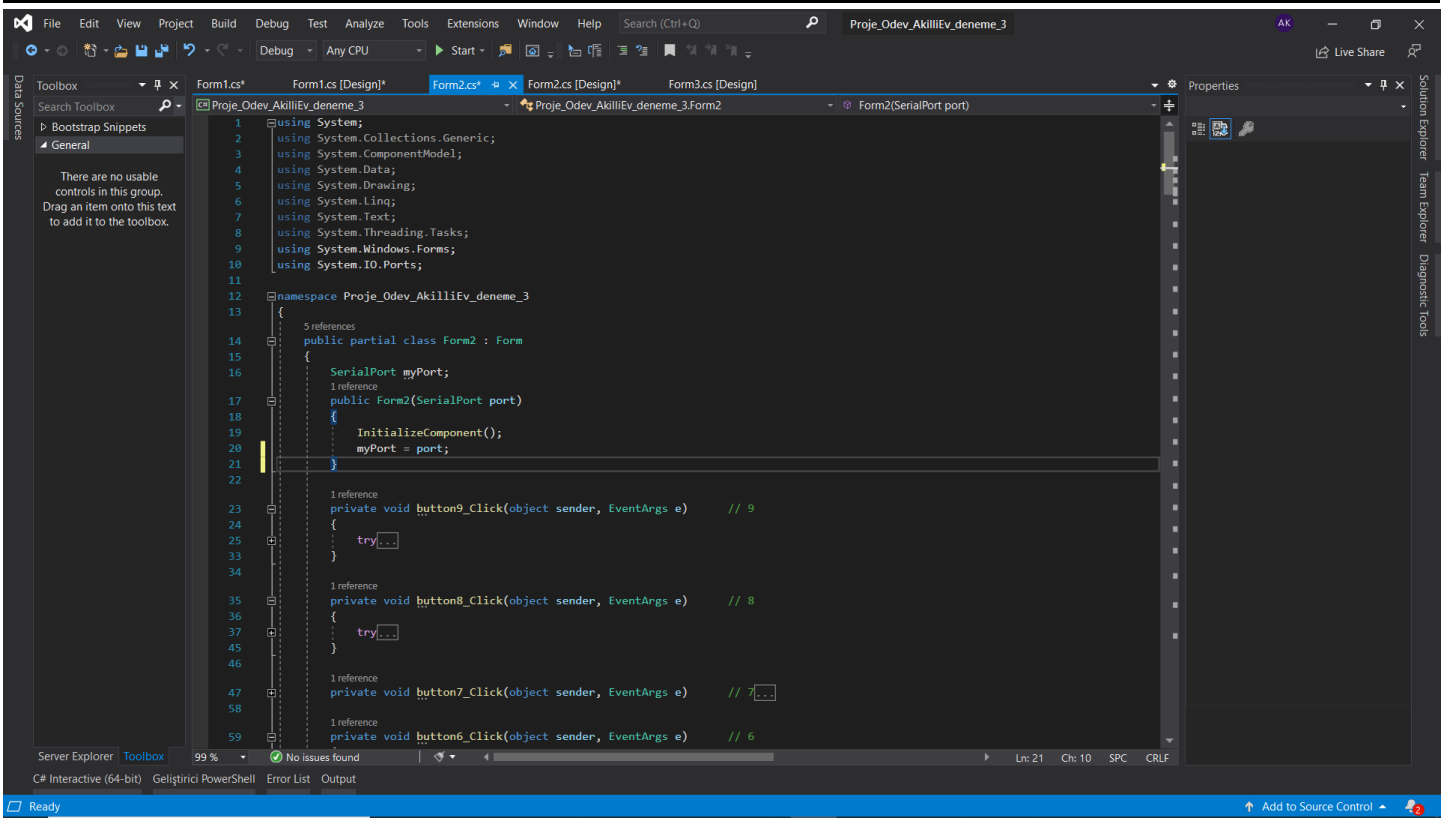 File Edit View Project Build Debug Test Analyze Tools Extensions Window Help Search (Ctrl+Q) Proje_Odev_AkilliEv_deneme_3 AK
Debug Any CPU Start Live Share
Data Sources
Toolbox
Search Toolbox
Bootstrap Snippets
General
There are no usable
controls in this group.
Drag an item onto this text
to add it to the toolbox.
Server Explorer Toolbox
Form1.cs* Form1.cs [Design]* Form2.cs* Form2.cs [Design]* Form3.cs [Design]
C# Proje_Odev_AkilliEv_deneme_3 Proje_Odev_AkilliEv_deneme_3.Form2 Form2(SerialPort port)
1 using System;
2 using System.Collections.Generic;
3 using System.ComponentModel;
4 using System.Data;
5 using System.Drawing;
6 using System.Linq;
7 using System.Text;
8 using System.Threading.Tasks;
9 using System.Windows.Forms;
10 using System.IO.Ports;
11
12 namespace Proje_Odev_AkilliEv_deneme_3
13 {
5 references
14 public partial class Form2 : Form
15 {
16 SerialPort myPort;
1 reference
17 public Form2(SerialPort port)
18 {
19 InitializeComponent();
20 myPort = port;
21 }
22
1 reference
23 private void button9_Click(object sender, EventArgs e) // 9
24 {
25 try...
33 }
34
1 reference
35 private void button8_Click(object sender, EventArgs e) // 8
36 {
37 try...
45 }
46
1 reference
47 private void button7_Click(object sender, EventArgs e) // 7...
58
1 reference
59 private void button6_Click(object sender, EventArgs e) // 6
99 % No issues found Ln: 21 Ch: 10 SPC CRLF
Properties
Solution Explorer
Team Explorer
Diagnostic Tools
C# Interactive (64-bit) Geliştirici PowerShell Error List Output
Ready Add to Source Control 2